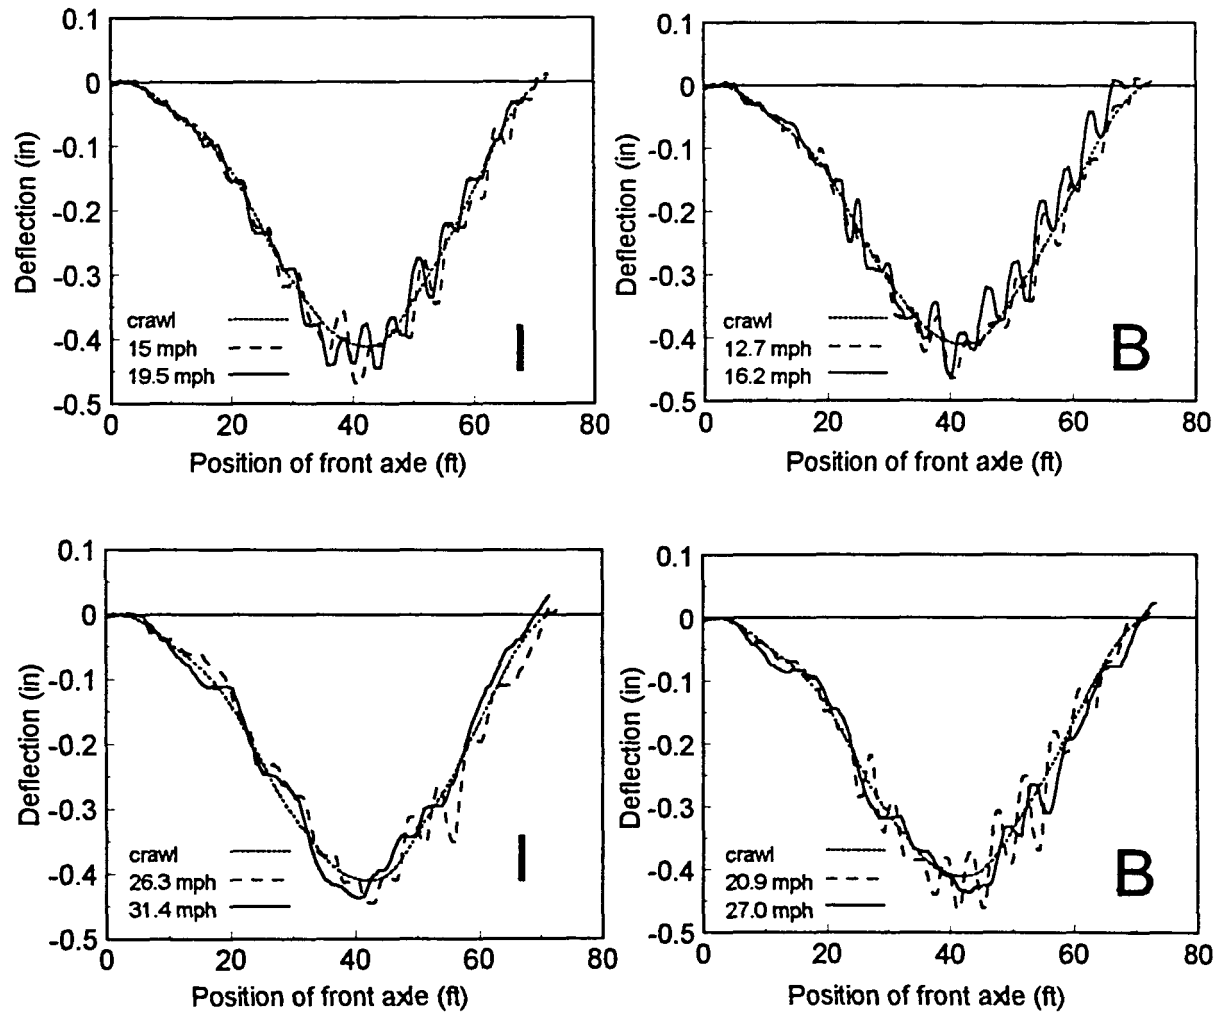 0.1
0
-0.1
-0.2
-0.3
-0.4
-0.5
Deflection (in)
crawl
15 mph
19.5 mph
I
0 20 40 60 80
Position of front axle (ft)
0.1
0
-0.1
-0.2
-0.3
-0.4
-0.5
Deflection (in)
crawl
12.7 mph
16.2 mph
B
0 20 40 60 80
Position of front axle (ft)
0.1
0
-0.1
-0.2
-0.3
-0.4
-0.5
Deflection (in)
crawl
26.3 mph
31.4 mph
I
0 20 40 60 80
Position of front axle (ft)
0.1
0
-0.1
-0.2
-0.3
-0.4
-0.5
Deflection (in)
crawl
20.9 mph
27.0 mph
B
0 20 40 60 80
Position of front axle (ft)